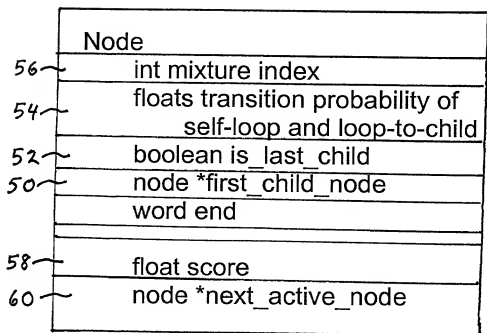 Node
56 int mixture index
54 floats transition probability of
self-loop and loop-to-child
52 boolean is_last_child
50 node *first_child_node
word end
58 float score
60 node *next_active_node